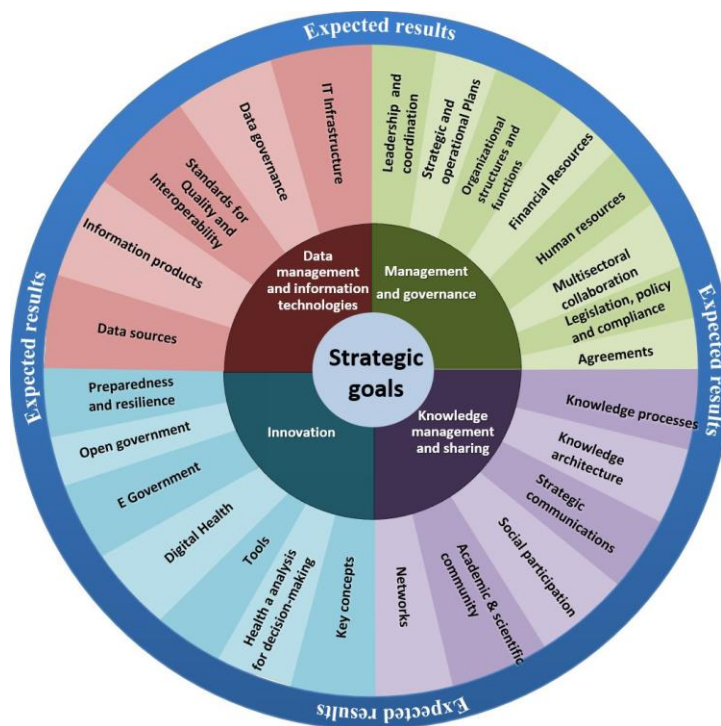 Expected results
Leadership and
coordination
Strategic and
operational Plans
Organizational
structures and
functions
Financial Resources
Human resources
Multisectoral
collaboration
Legislation, policy
and compliance
Agreements
Expected results
Knowledge processes
Knowledge
architecture
Strategic
communications
Social participation
Academic & scientific
community
Networks
Expected results
Key concepts
Health a analysis
for decision-making
Tools
Digital Health
E Government
Open government
Preparedness
and resilience
Expected results
Data sources
Information products
Standards for
Quality and
Interoperability
Data governance
IT Infrastructure
Data
management
and information
technologies
Management
and governance
Strategic
goals
Innovation
Knowledge
management
and sharing